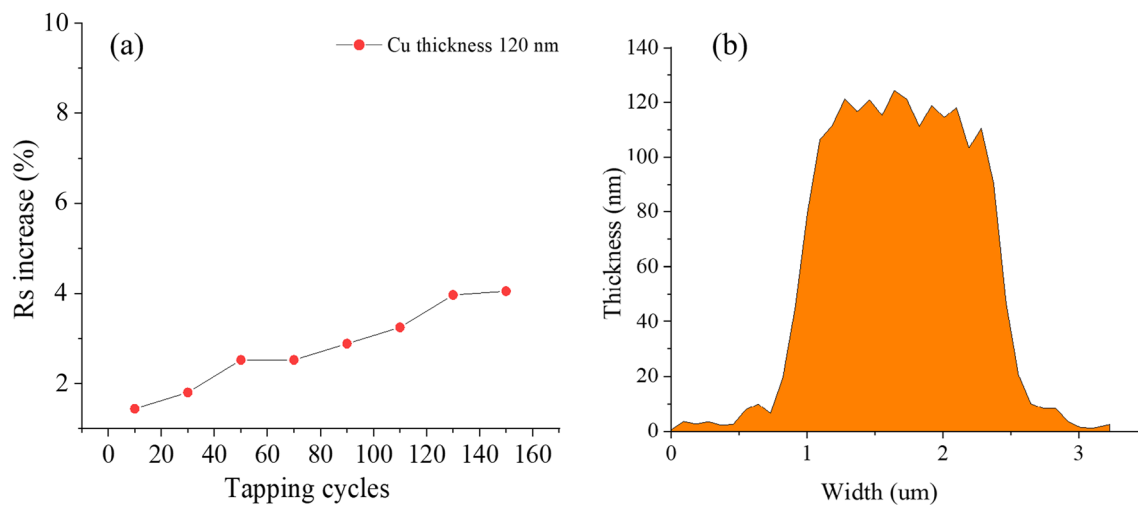 (a)
Cu thickness 120 nm
Rs increase (%)
10
8
6
4
2
0 20 40 60 80 100 120 140 160
Tapping cycles
(b)
Thickness (nm)
140
120
100
80
60
40
20
0
0 1 2 3
Width (um)